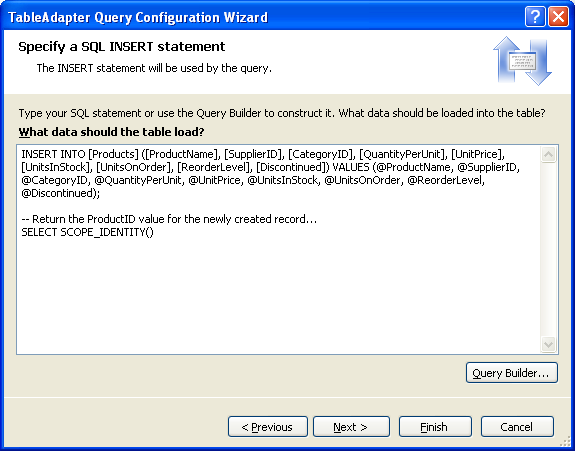 TableAdapter Query Configuration Wizard
Specify a SQL INSERT statement
The INSERT statement will be used by the query.
Type your SQL statement or use the Query Builder to construct it. What data should be loaded into the table?
What data should the table load?
INSERT INTO [Products] ([ProductName], [SupplierID], [CategoryID], [QuantityPerUnit], [UnitPrice],
[UnitsInStock], [UnitsOnOrder], [ReorderLevel], [Discontinued]) VALUES (@ProductName, @SupplierID,
@CategoryID, @QuantityPerUnit, @UnitPrice, @UnitsInStock, @UnitsOnOrder, @ReorderLevel,
@Discontinued);
-- Return the ProductID value for the newly created record...
SELECT SCOPE_IDENTITY()
Query Builder...
< Previous
Next >
Finish
Cancel